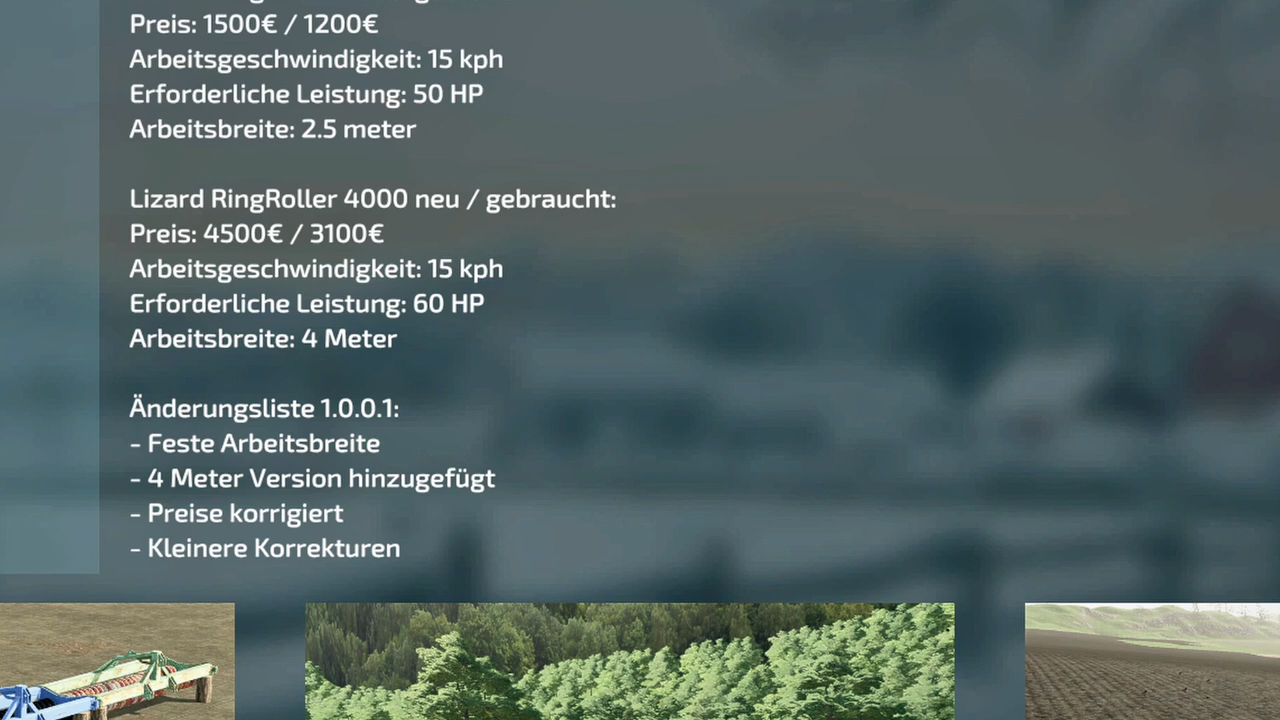 Preis: 1500€ / 1200€
Arbeitsgeschwindigkeit: 15 kph
Erforderliche Leistung: 50 HP
Arbeitsbreite: 2.5 meter
Lizard RingRoller 4000 neu / gebraucht:
Preis: 4500€ / 3100€
Arbeitsgeschwindigkeit: 15 kph
Erforderliche Leistung: 60 HP
Arbeitsbreite: 4 Meter
Änderungsliste 1.0.0.1:
- Feste Arbeitsbreite
- 4 Meter Version hinzugefügt
- Preise korrigiert
- Kleinere Korrekturen